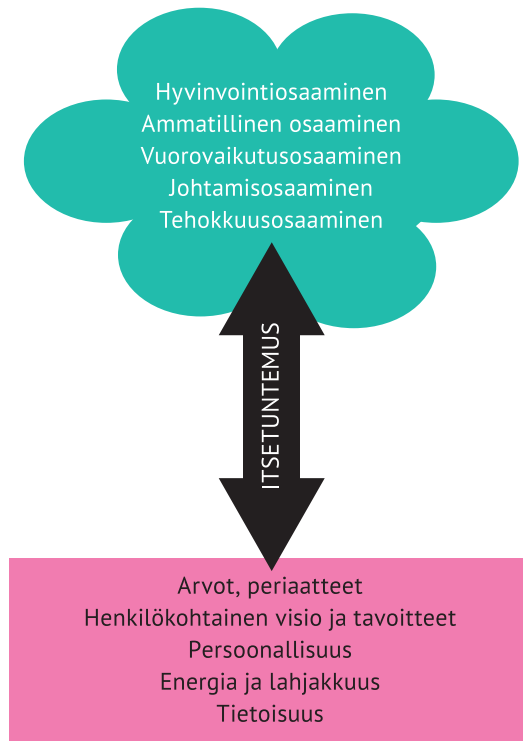 Hyvinvointiosaaminen
Ammatillinen osaaminen
Vuorovaikutusosaaminen
Johtamisosaaminen
Tehokkuusosaaminen
ITSETUNTEMUS
Arvot, periaatteet
Henkilökohtainen visio ja tavoitteet
Persoonallisuus
Energia ja lahjakkuus
Tietoisuus